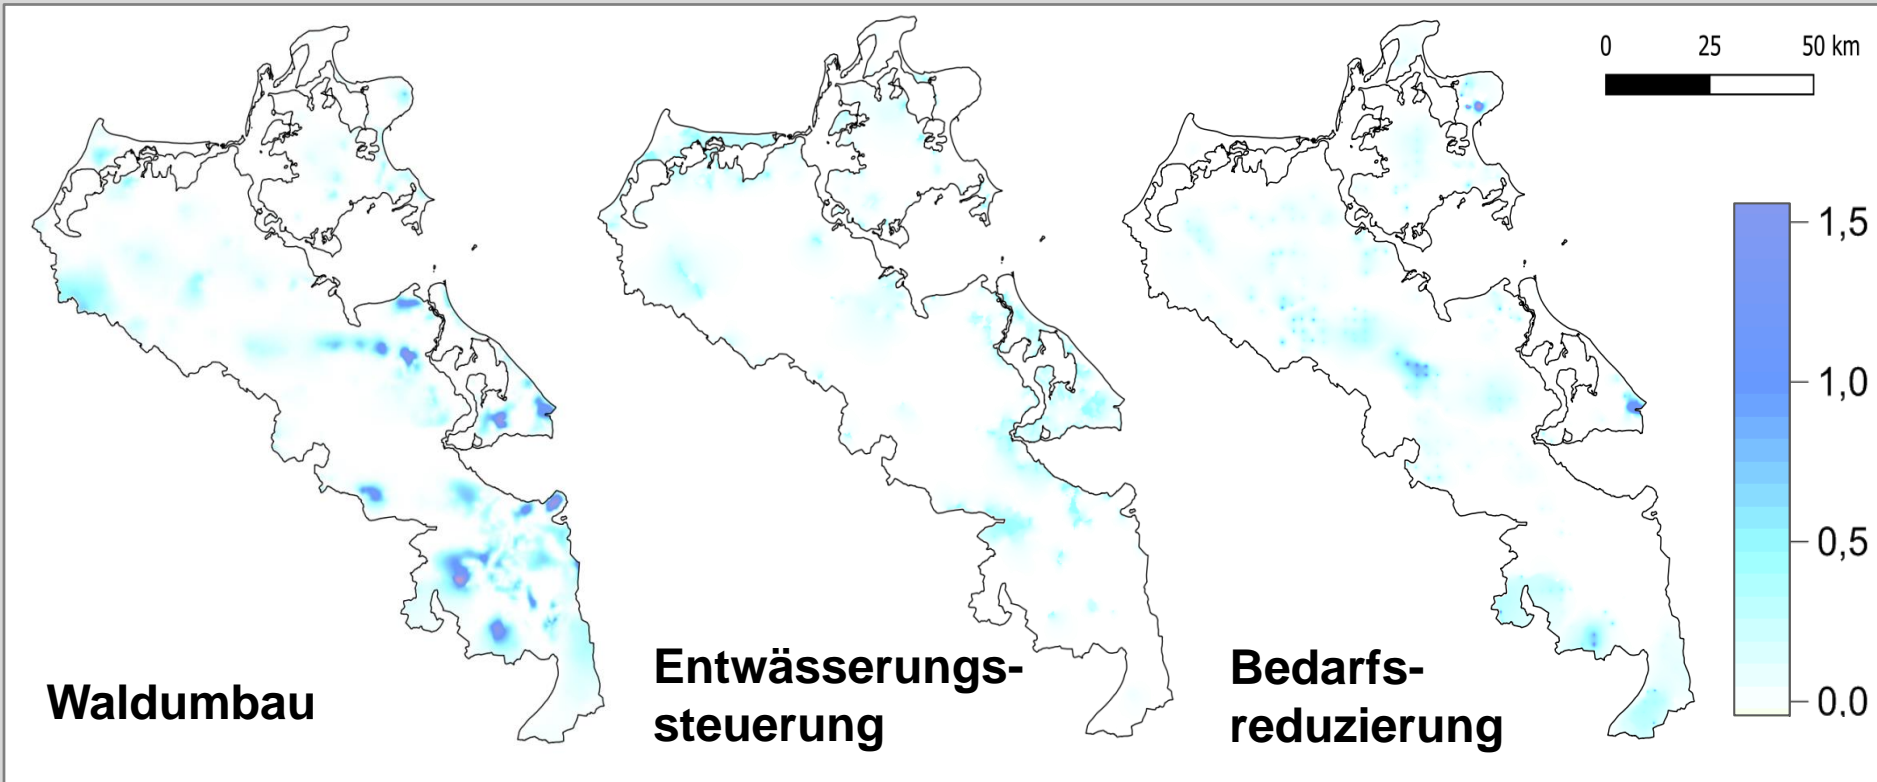 0 25 50 km
1,5
1,0
0,5
0,0
Waldumbau
Entwässerungs-
steuerung
Bedarfs-
reduzierung